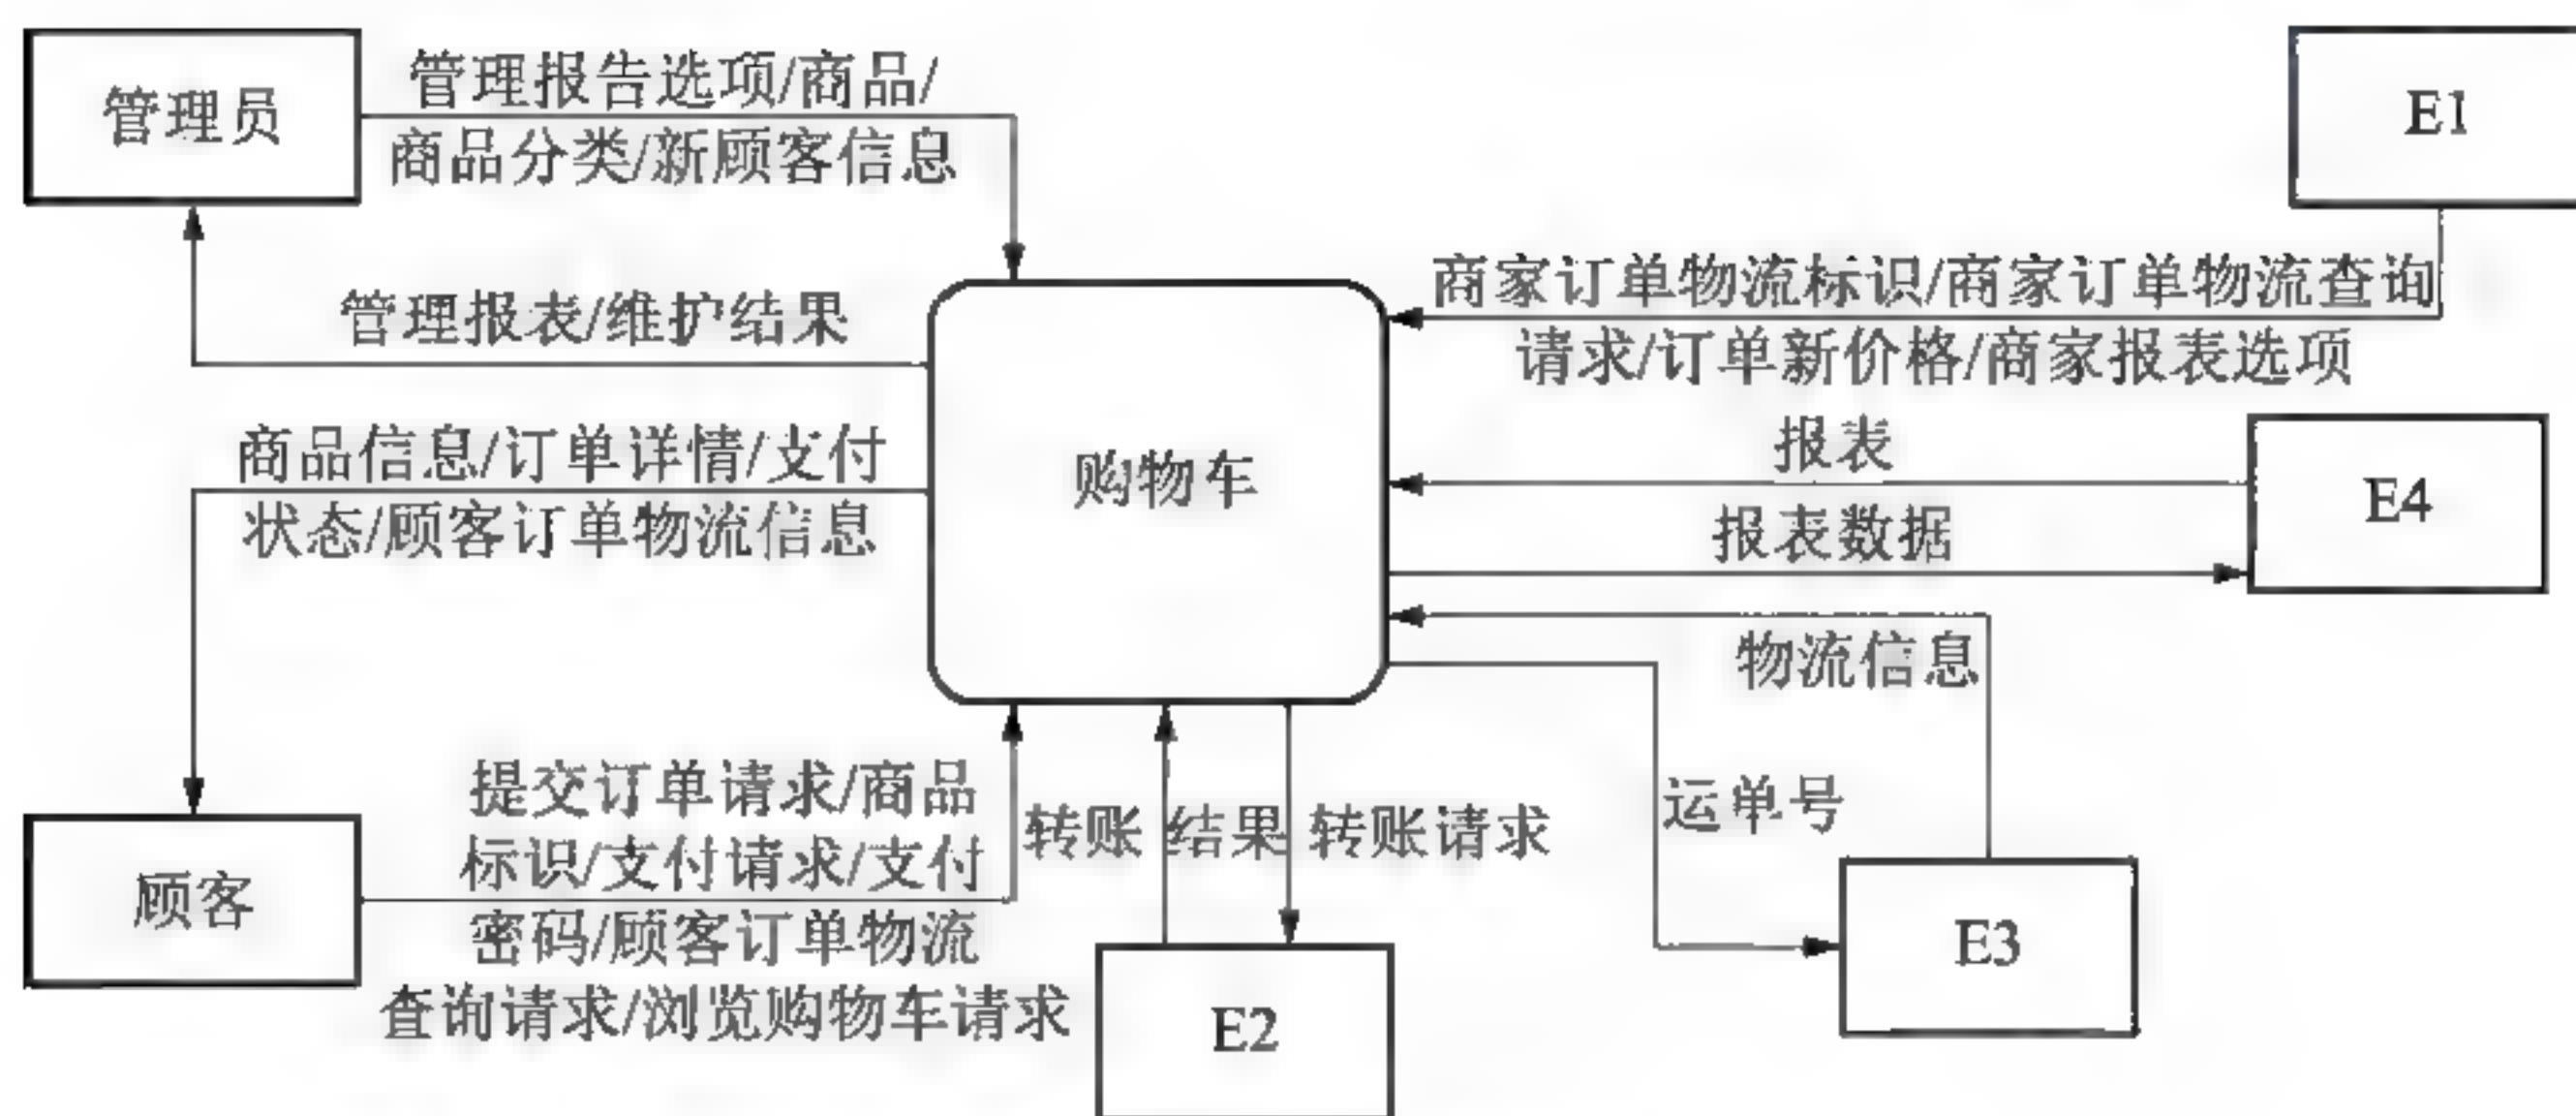 管理员
管理报告选项/商品/
商品分类/新顾客信息
E1
管理报表/维护结果
商家订单物流标识/商家订单物流查询
请求/订单新价格/商家报表选项
商品信息/订单详情/支付
状态/顾客订单物流信息
购物车
报表
报表数据
E4
物流信息
运单号
E3
提交订单请求/商品
标识/支付请求/支付
密码/顾客订单物流
查询请求/浏览购物车请求
顾客
转账 结果
转账请求
E2